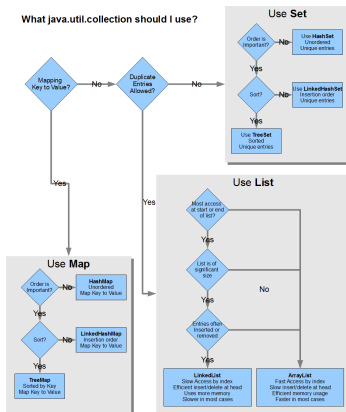 What java.util.collection should I use?
Mapping
Key to Value?
No
Duplicate
Entries
Allowed?
No
Yes
Yes
Use Set
Order is
Important?
No
Use HashSet
Unordered
Unique entries
Yes
Sort?
No
Use LinkedHashSet
Insertion order
Unique entries
Yes
Use TreeSet
Sorted
Unique entries
Use List
Most access
at start or end
of list?
Yes
List is of
significant
size
No
Yes
Entries often
Inserted or
removed
Yes
LinkedList
Slow Access by index
Efficient inset/delete at head
Uses more memory
Slower in most cases
ArrayList
Fast Access by index
Slow inset/delete at head
Efficient memory usage
Faster in most cases
Use Map
Order is
Important?
No
HashMap
Unordered
Map Key to Value
Yes
Sort?
No
LinkedHashMap
Insertion order
Map Key to Value
Yes
TreeMap
Sorted by Key
Map Key to Value